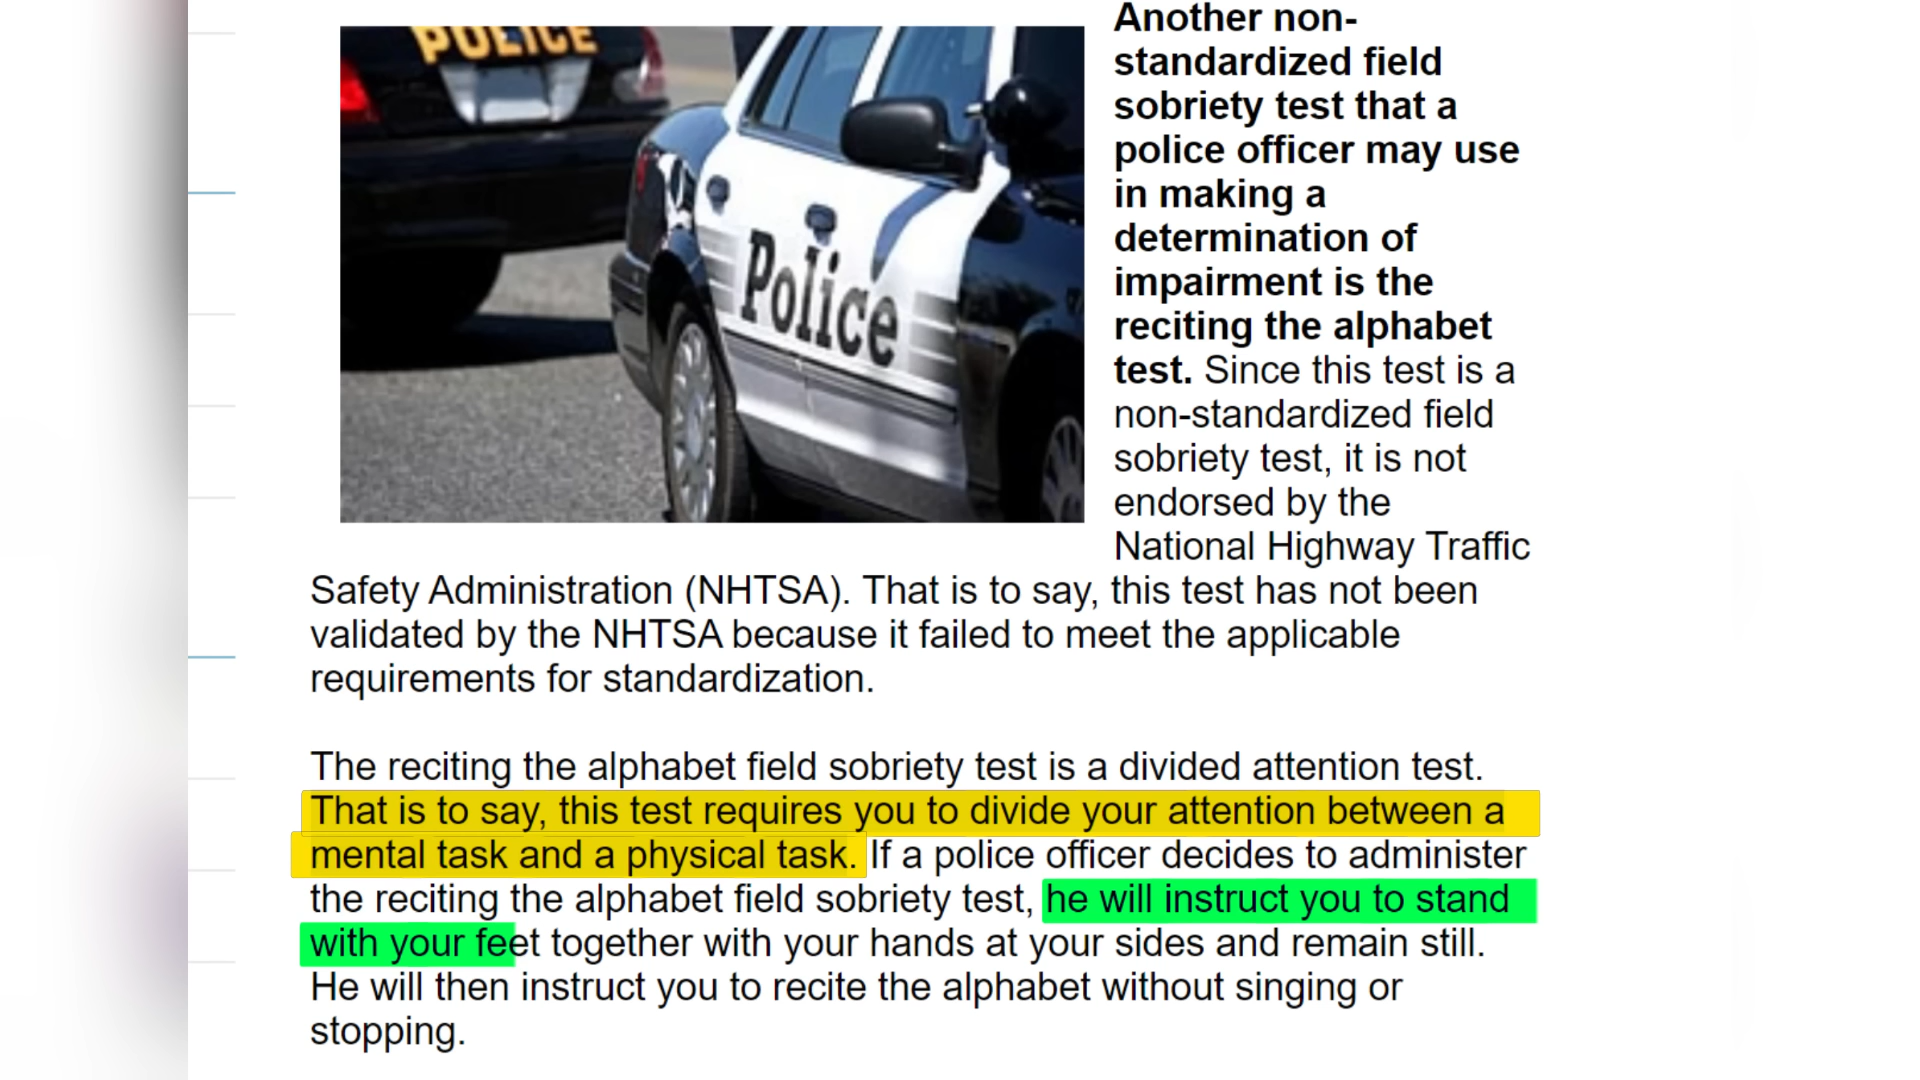 POLICE
Police
Another non-
standardized field
sobriety test that a
police officer may use
in making a
determination of
impairment is the
reciting the alphabet
test. Since this test is a
non-standardized field
sobriety test, it is not
endorsed by the
National Highway Traffic
Safety Administration (NHTSA). That is to say, this test has not been
validated by the NHTSA because it failed to meet the applicable
requirements for standardization.
The reciting the alphabet field sobriety test is a divided attention test.
That is to say, this test requires you to divide your attention between a
mental task and a physical task. If a police officer decides to administer
the reciting the alphabet field sobriety test, he will instruct you to stand
with your feet together with your hands at your sides and remain still.
He will then instruct you to recite the alphabet without singing or
stopping.